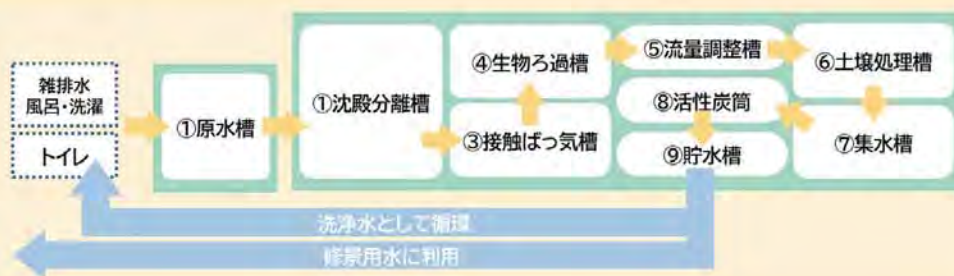 雑排水
風呂・洗濯
トイレ
①原水槽
①沈殿分離槽
③接触ばっ気槽
④生物ろ過槽
⑤流量調整槽
⑥土壌処理槽
⑦集水槽
⑧活性炭筒
⑨貯水槽
洗浄水として循環
修景用水に利用